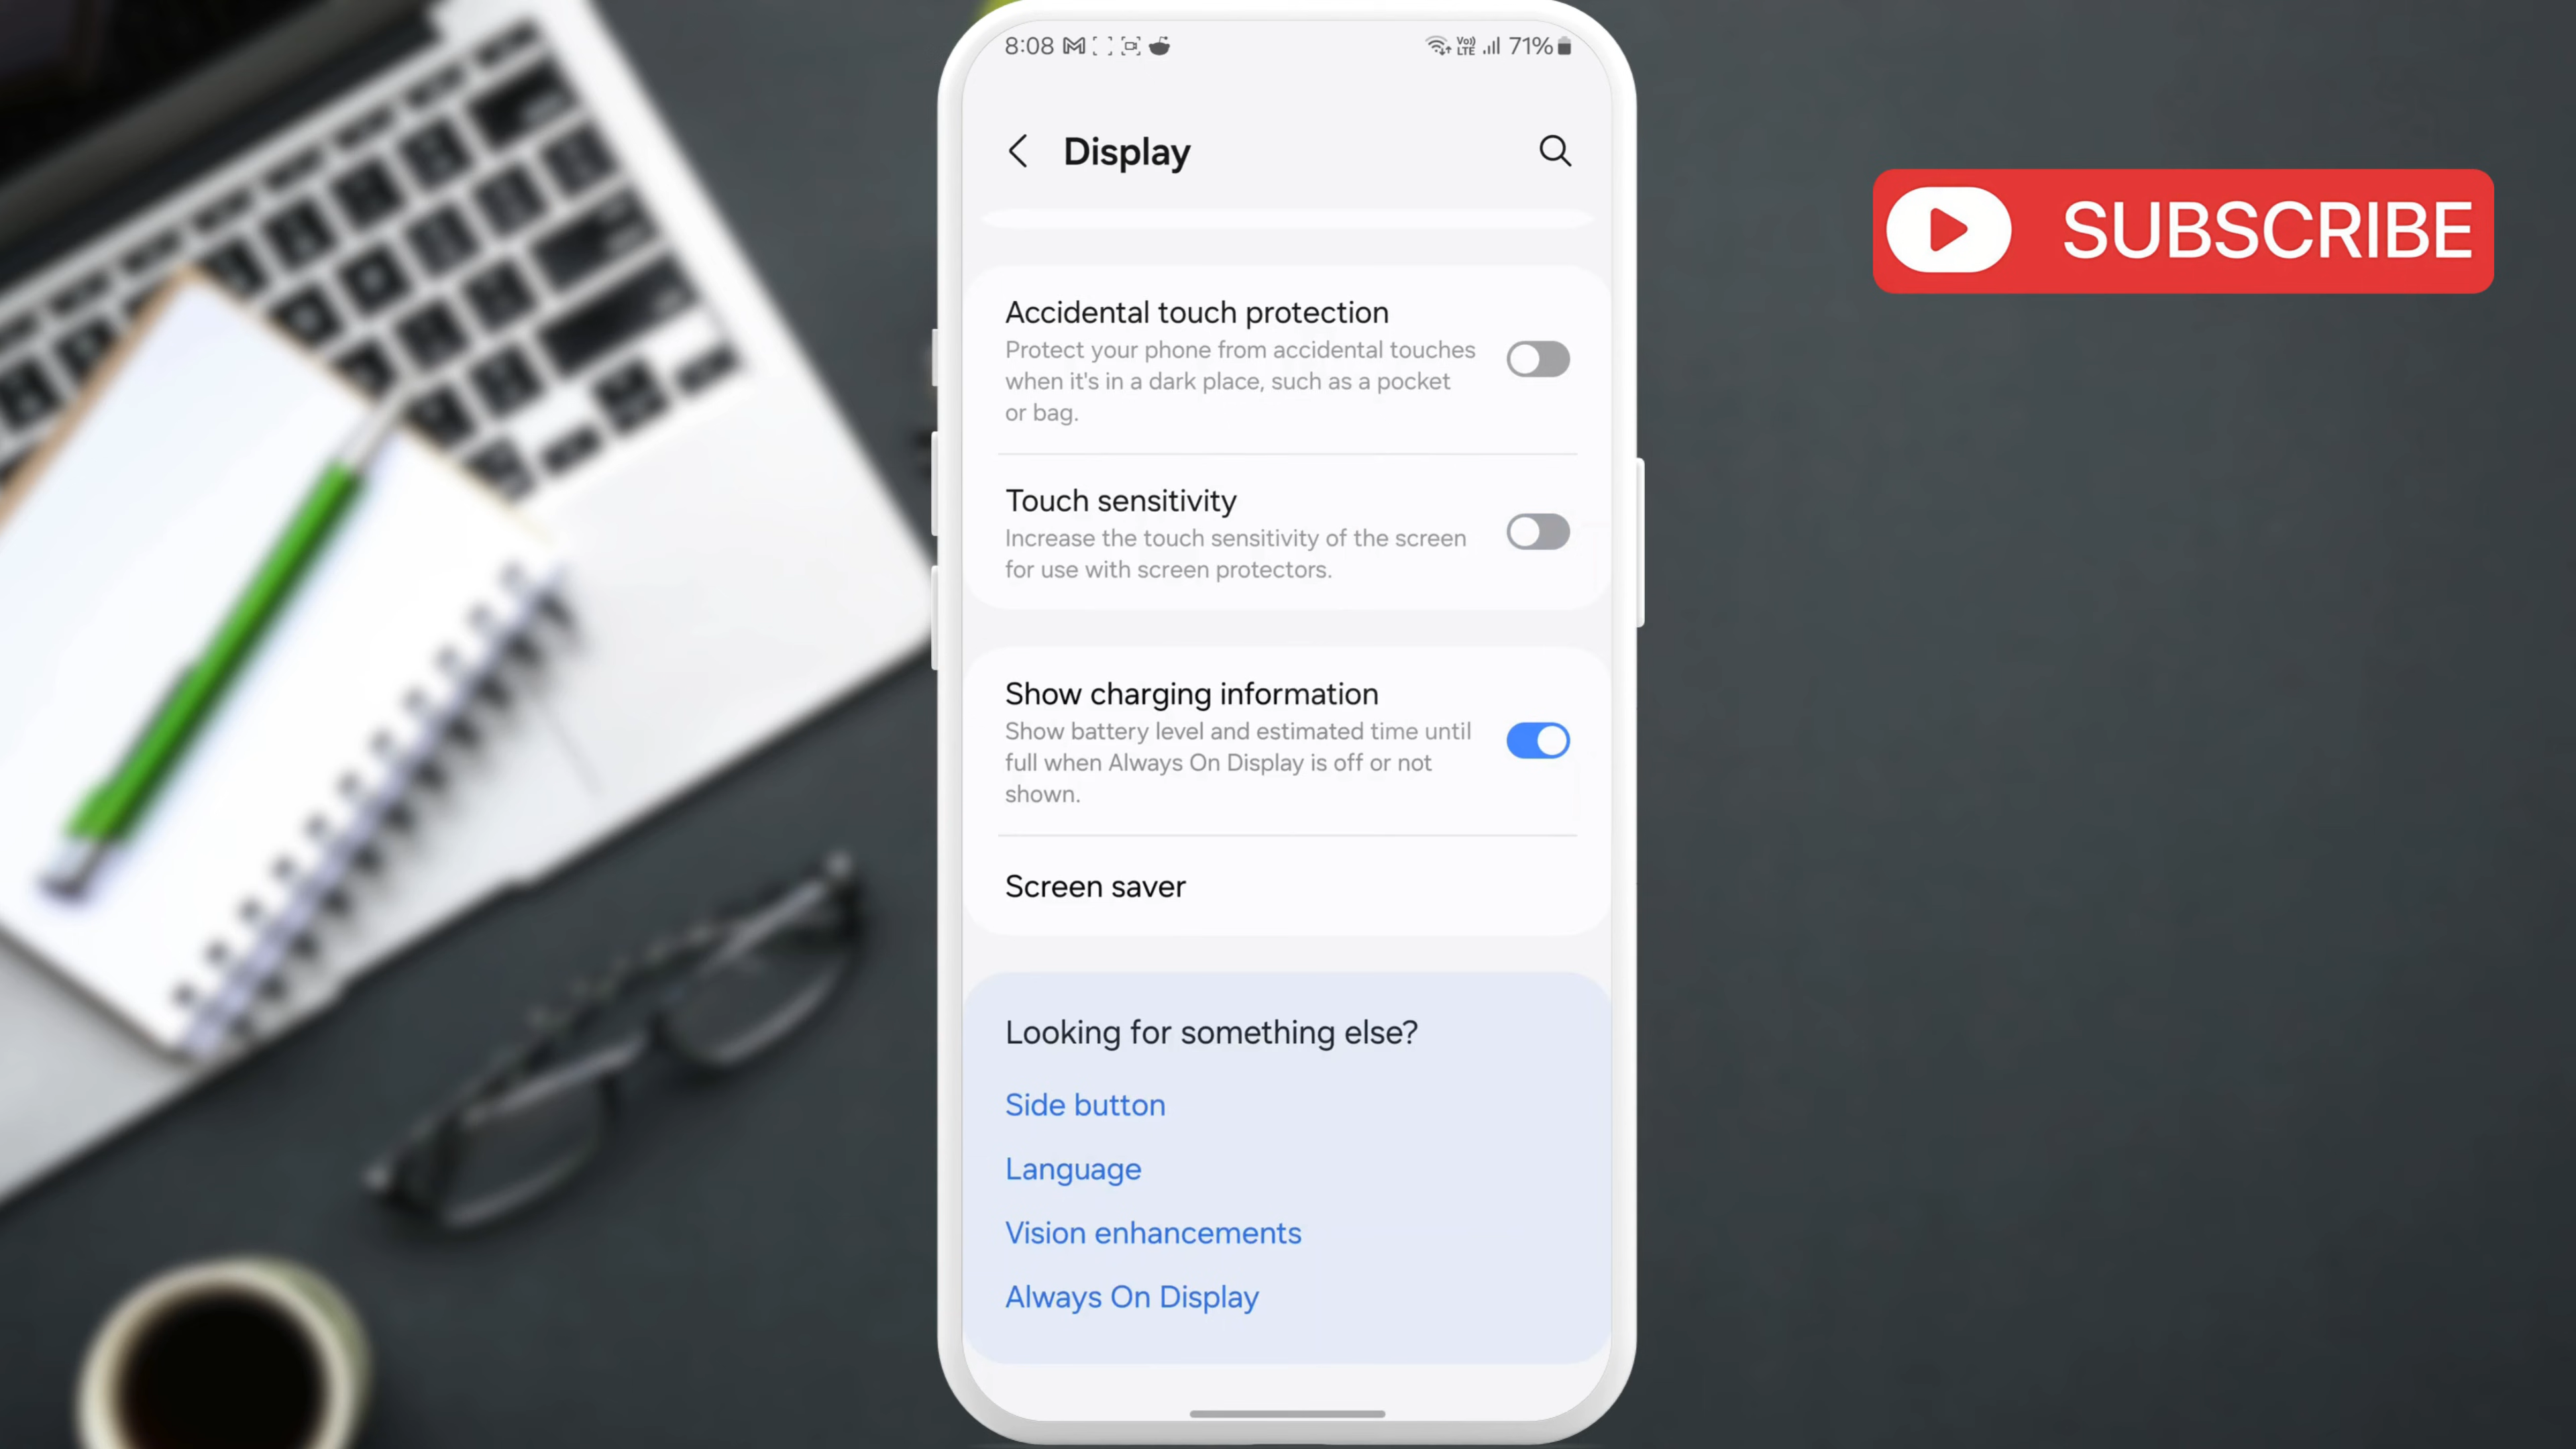 8:08 71%
Vo)) LTE
Display
SUBSCRIBE
Accidental touch protection
Protect your phone from accidental touches
when it's in a dark place, such as a pocket
or bag.
Touch sensitivity
Increase the touch sensitivity of the screen
for use with screen protectors.
Show charging information
Show battery level and estimated time until
full when Always On Display is off or not
shown.
Screen saver
Looking for something else?
Side button
Language
Vision enhancements
Always On Display